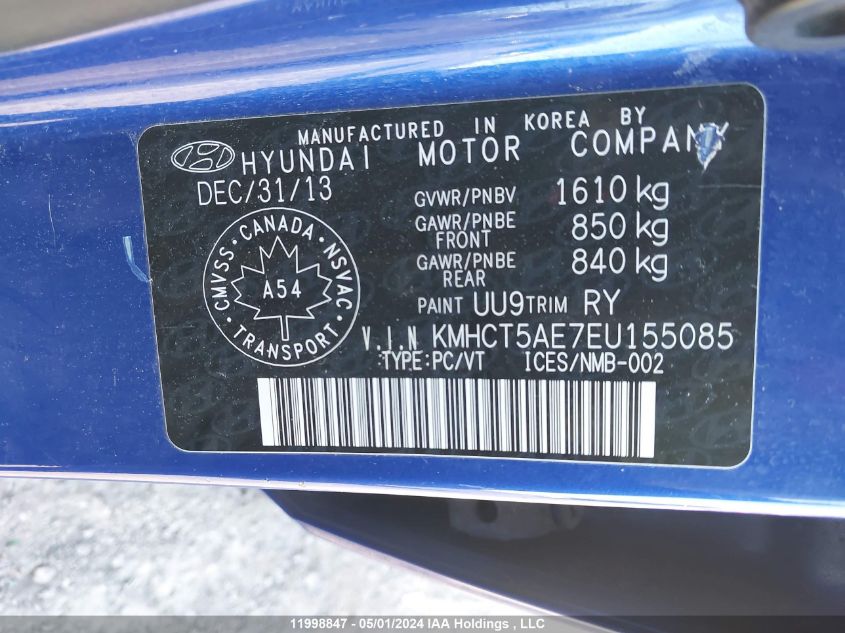 MANUFACTURED IN KOREA BY
HYUNDAI MOTOR COMPANY
DEC/31/13
GVWR/PNBV 1610 kg
GAWR/PNBE FRONT 850 kg
GAWR/PNBE REAR 840 kg
CMVSS · CANADA · NSVAC · TRANSPORT ·
A54
PAINT UU9 TRIM RY
V.I.N KMHCT5AE7EU155085
TYPE:PC/VT ICES/NMB-002
11998847 - 05/01/2024 IAA Holdings , LLC